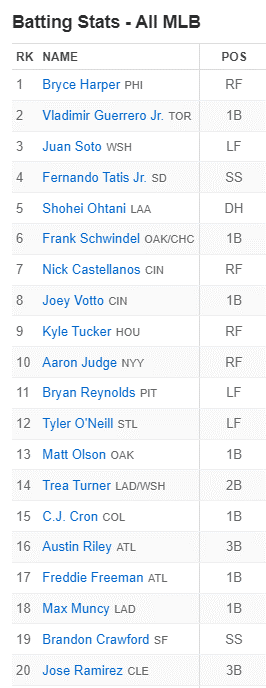 Batting Stats - All MLB
RK NAME POS
1 Bryce Harper PHI RF
2 Vladimir Guerrero Jr. TOR 1B
3 Juan Soto WSH LF
4 Fernando Tatis Jr. SD SS
5 Shohei Ohtani LAA DH
6 Frank Schwindel OAK/CHC 1B
7 Nick Castellanos CIN RF
8 Joey Votto CIN 1B
9 Kyle Tucker HOU RF
10 Aaron Judge NYY RF
11 Bryan Reynolds PIT LF
12 Tyler O'Neill STL LF
13 Matt Olson OAK 1B
14 Trea Turner LAD/WSH 2B
15 C.J. Cron COL 1B
16 Austin Riley ATL 3B
17 Freddie Freeman ATL 1B
18 Max Muncy LAD 1B
19 Brandon Crawford SF SS
20 Jose Ramirez CLE 3B